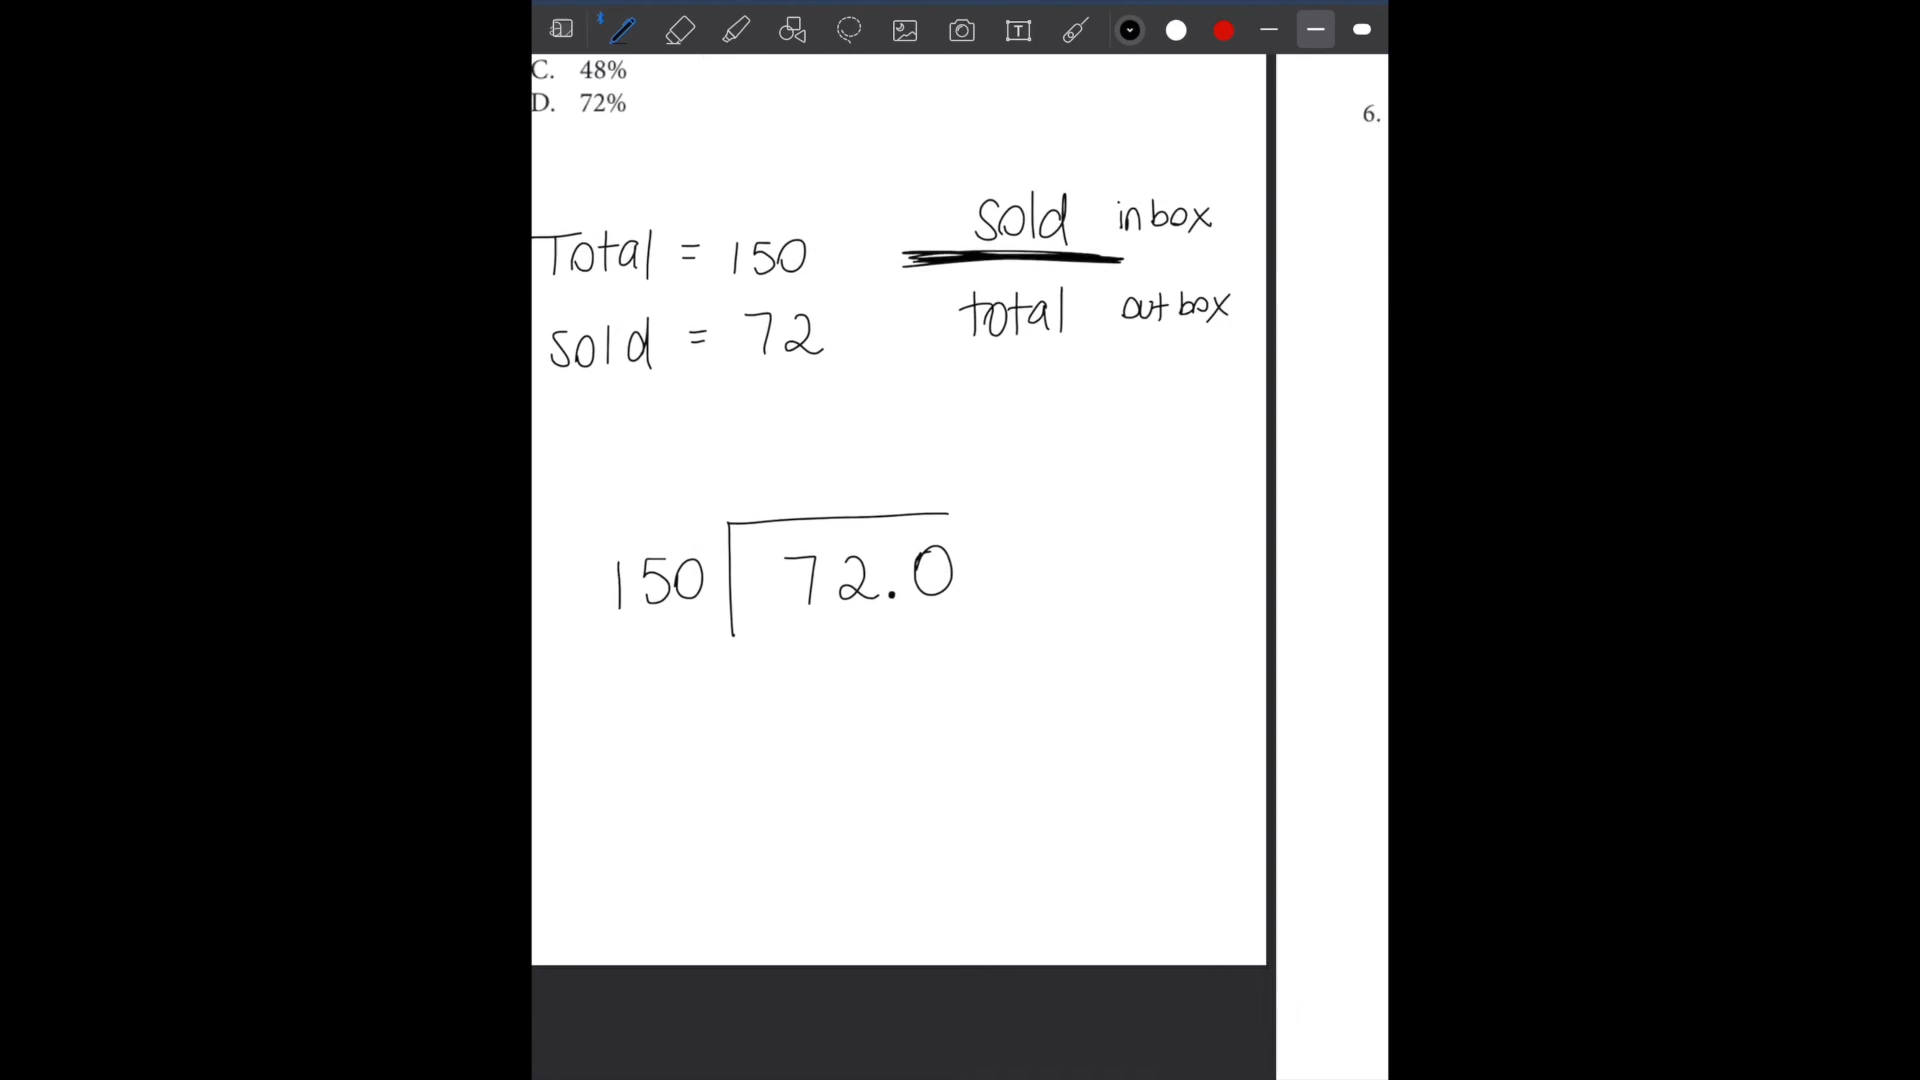 C. 48%
D. 72%
6.
Total = 150
sold = 72
sold in box
total out box
150 72.0